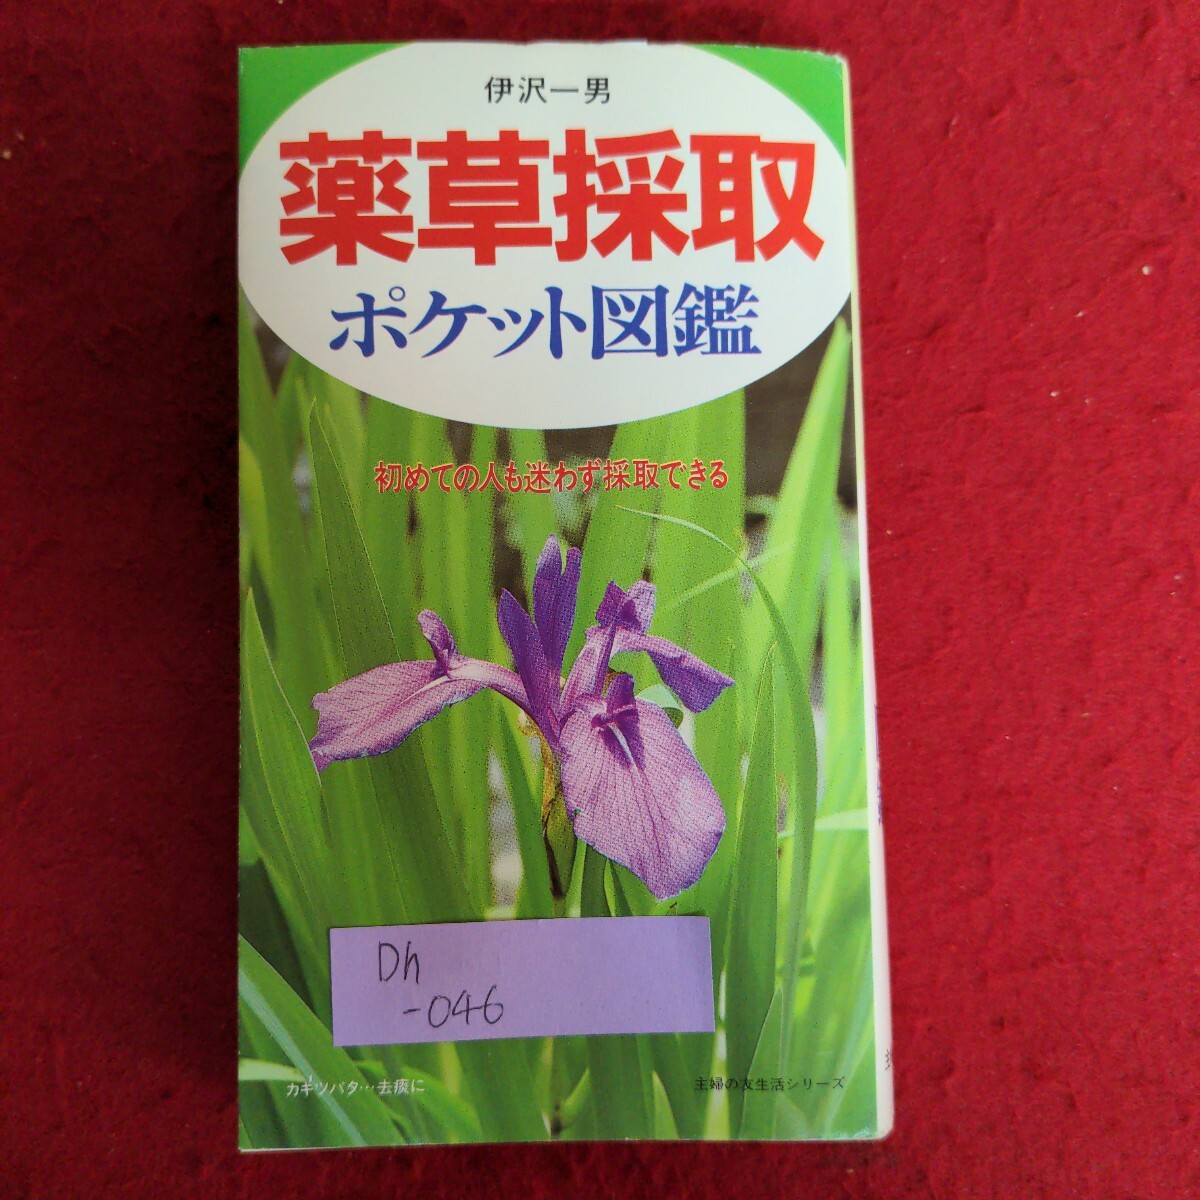 伊沢一男
薬草採取
ポケット図鑑
初めての人も迷わず採取できる
Dh
-046
カキツバタ…去痰に
主婦の友生活シリーズ